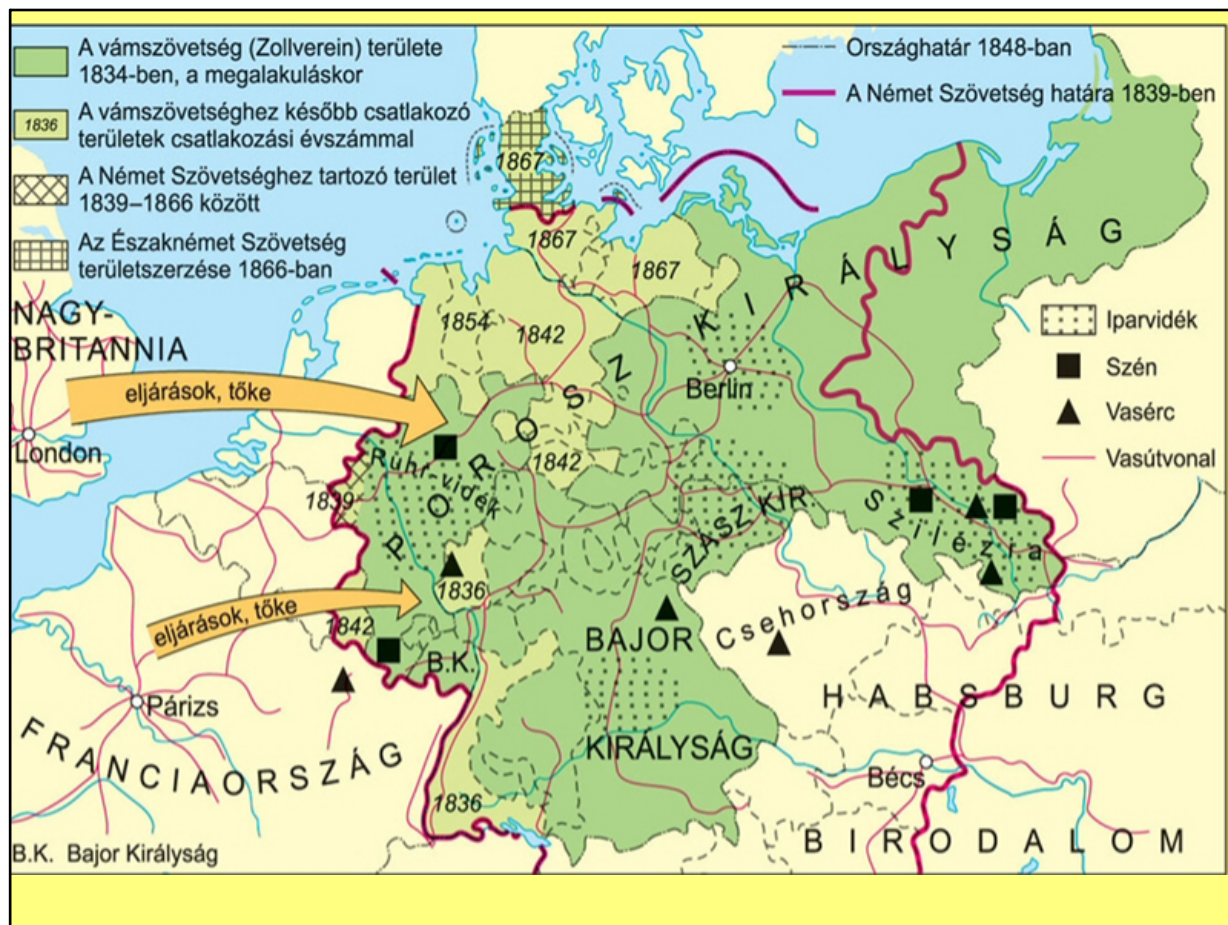 A vámszövetség (Zollverein) területe
1834-ben, a megalakuláskor
1836
A vámszövetséghez később csatlakozó
területek csatlakozási évszámmal
A Német Szövetséghez tartozó terület
1839–1866 között
Az Északnémet Szövetség
területszerzése 1866-ban
Országhatár 1848-ban
A Német Szövetség határa 1839-ben
Iparvidék
Szén
Vasérc
Vasútvonal
1867
1867
1867
1854
1842
1842
1839
1836
1842
1836
NAGY-
BRITANNIA
eljárások, tőke
London
POROSZ KIRÁLYSÁG
Berlin
Ruhr-vidék
SZÁSZ KIR.
Szilézia
eljárások, tőke
B.K.
BAJOR
KIRÁLYSÁG
Csehország
Párizs
FRANCIAORSZÁG
HABSBURG
Bécs
BIRODALOM
B.K. Bajor Királyság